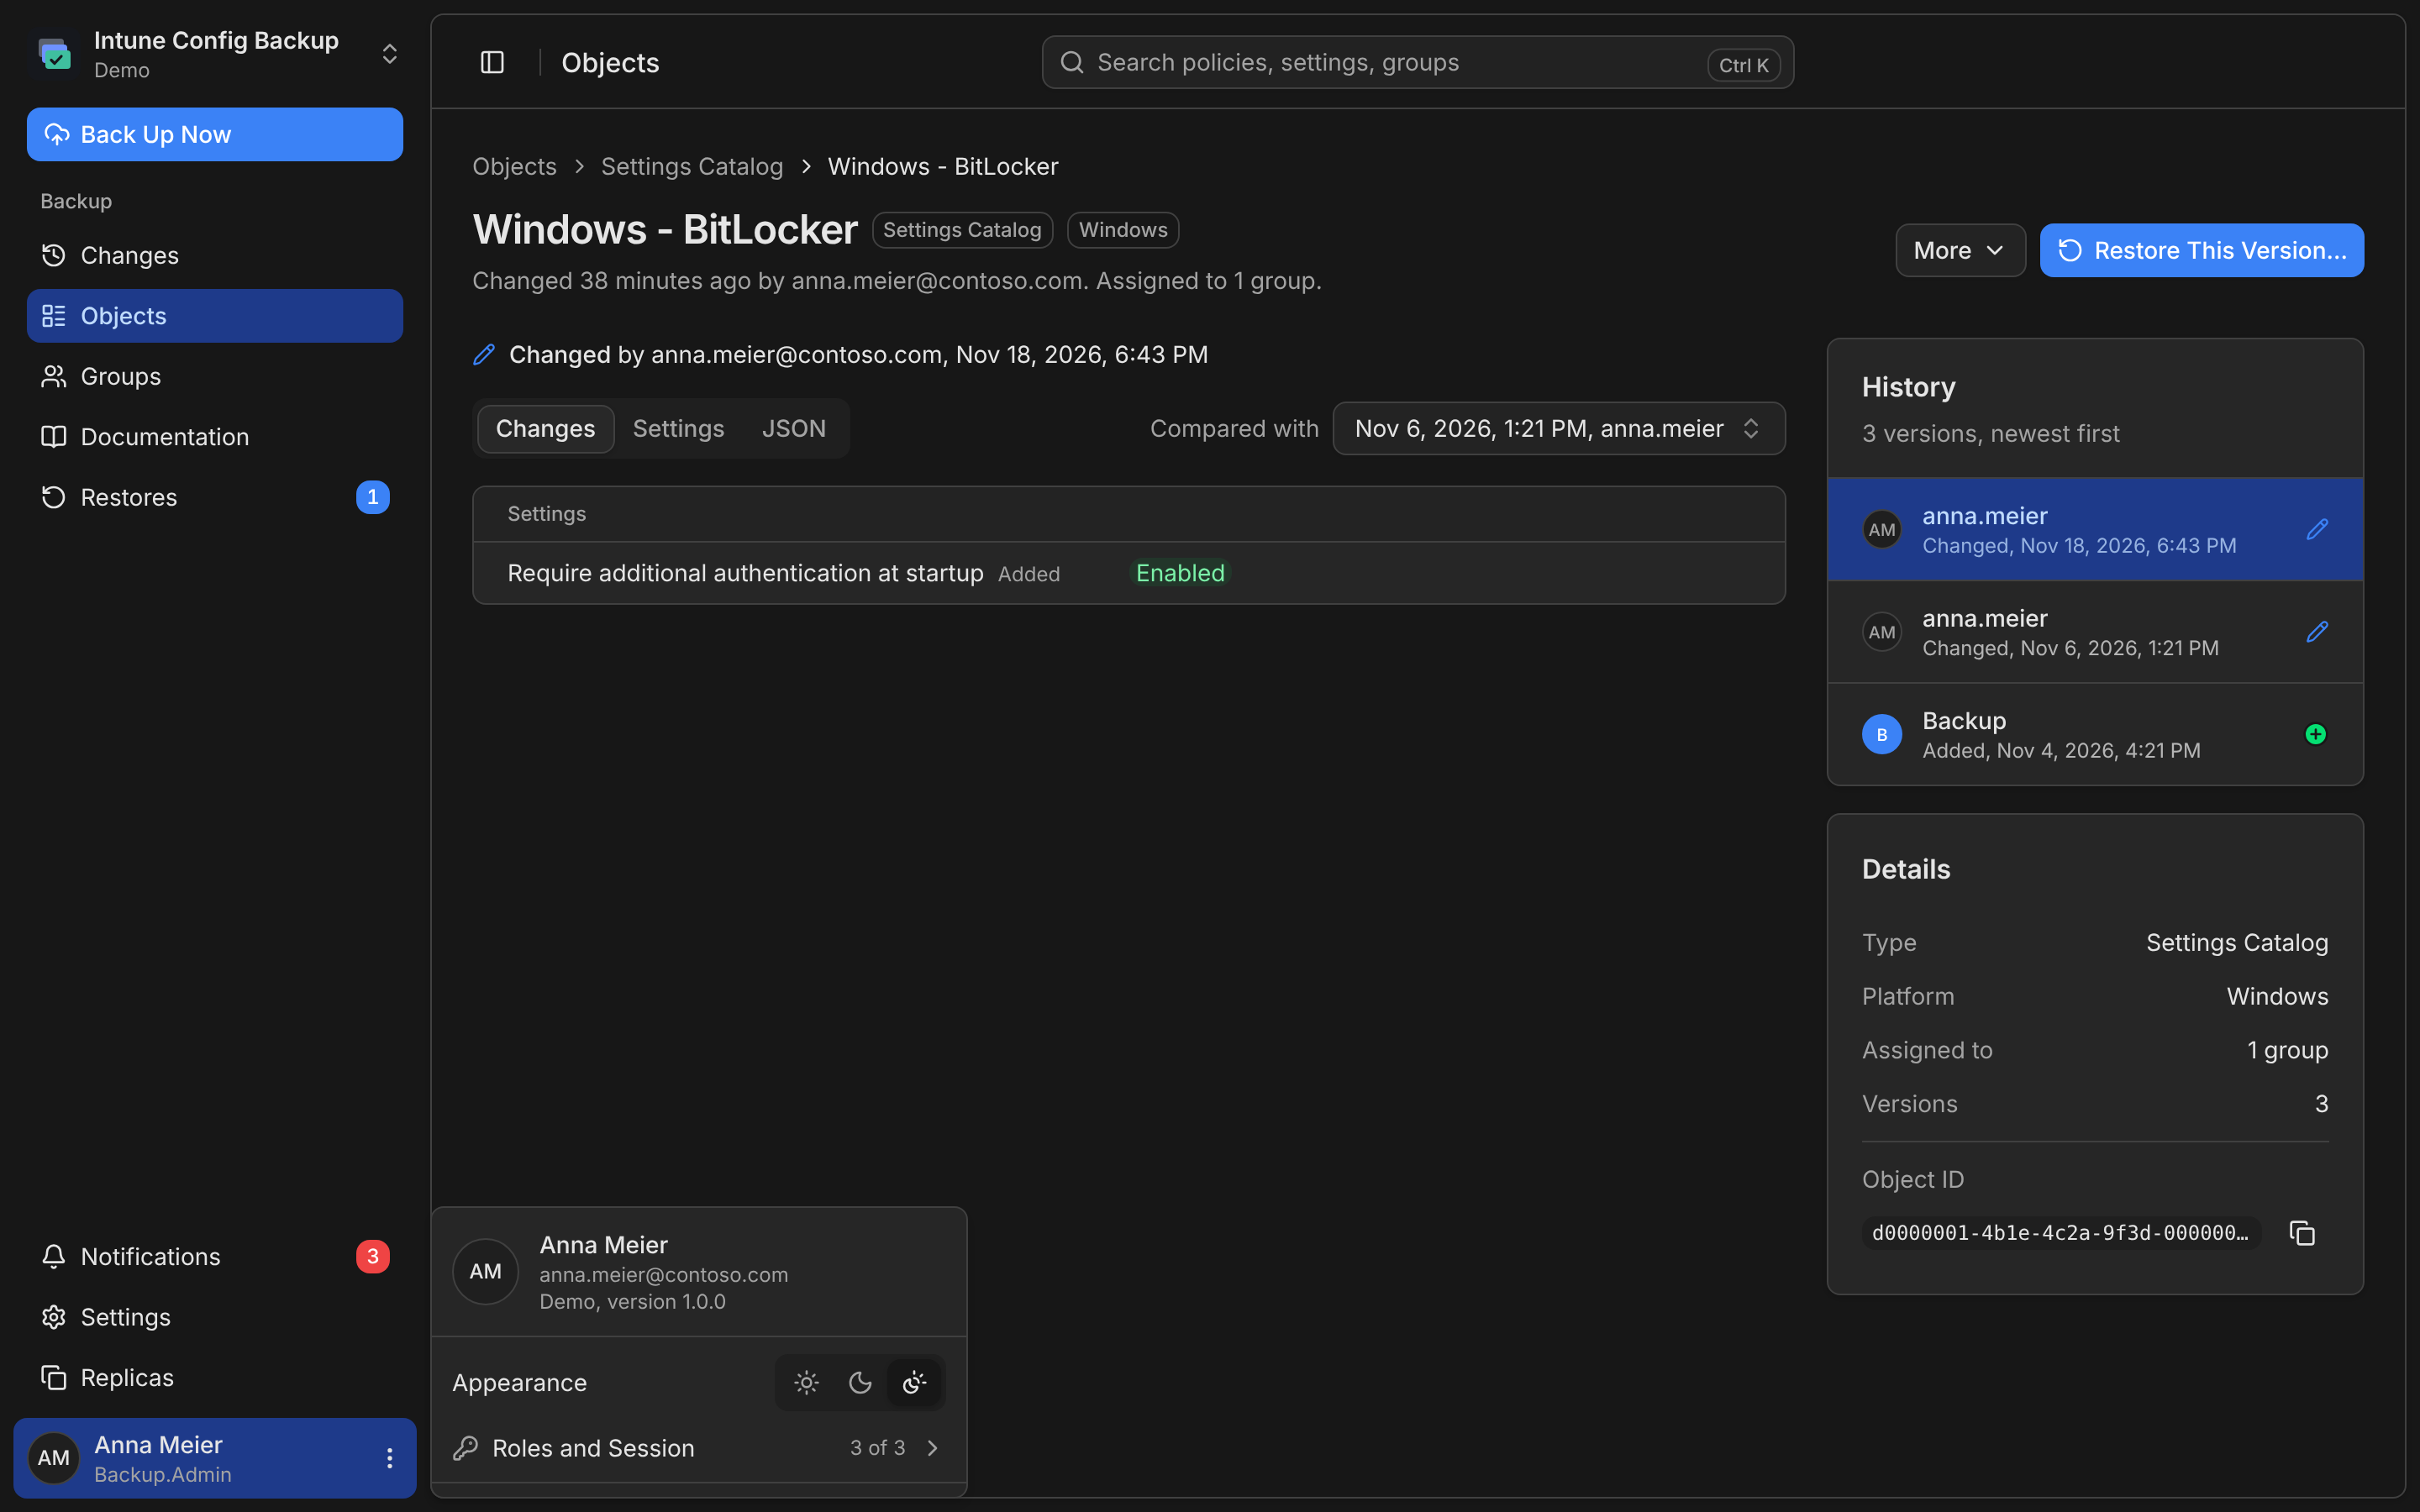 Intune Config Backup
Demo
Back Up Now
Backup
Changes
Objects
Groups
Documentation
Restores 1
Notifications 3
Settings
Replicas
AM Anna Meier
Backup.Admin
Objects
Search policies, settings, groups Ctrl K
Objects > Settings Catalog > Windows - BitLocker
Windows - BitLocker Settings Catalog Windows
Changed 38 minutes ago by anna.meier@contoso.com. Assigned to 1 group.
More Restore This Version...
Changed by anna.meier@contoso.com, Nov 18, 2026, 6:43 PM
Changes Settings JSON Compared with Nov 6, 2026, 1:21 PM, anna.meier
Settings
Require additional authentication at startup Added Enabled
History
3 versions, newest first
AM anna.meier
Changed, Nov 18, 2026, 6:43 PM
AM anna.meier
Changed, Nov 6, 2026, 1:21 PM
B Backup
Added, Nov 4, 2026, 4:21 PM
Details
Type Settings Catalog
Platform Windows
Assigned to 1 group
Versions 3
Object ID
d0000001-4b1e-4c2a-9f3d-000000...
AM Anna Meier
anna.meier@contoso.com
Demo, version 1.0.0
Appearance
Roles and Session 3 of 3